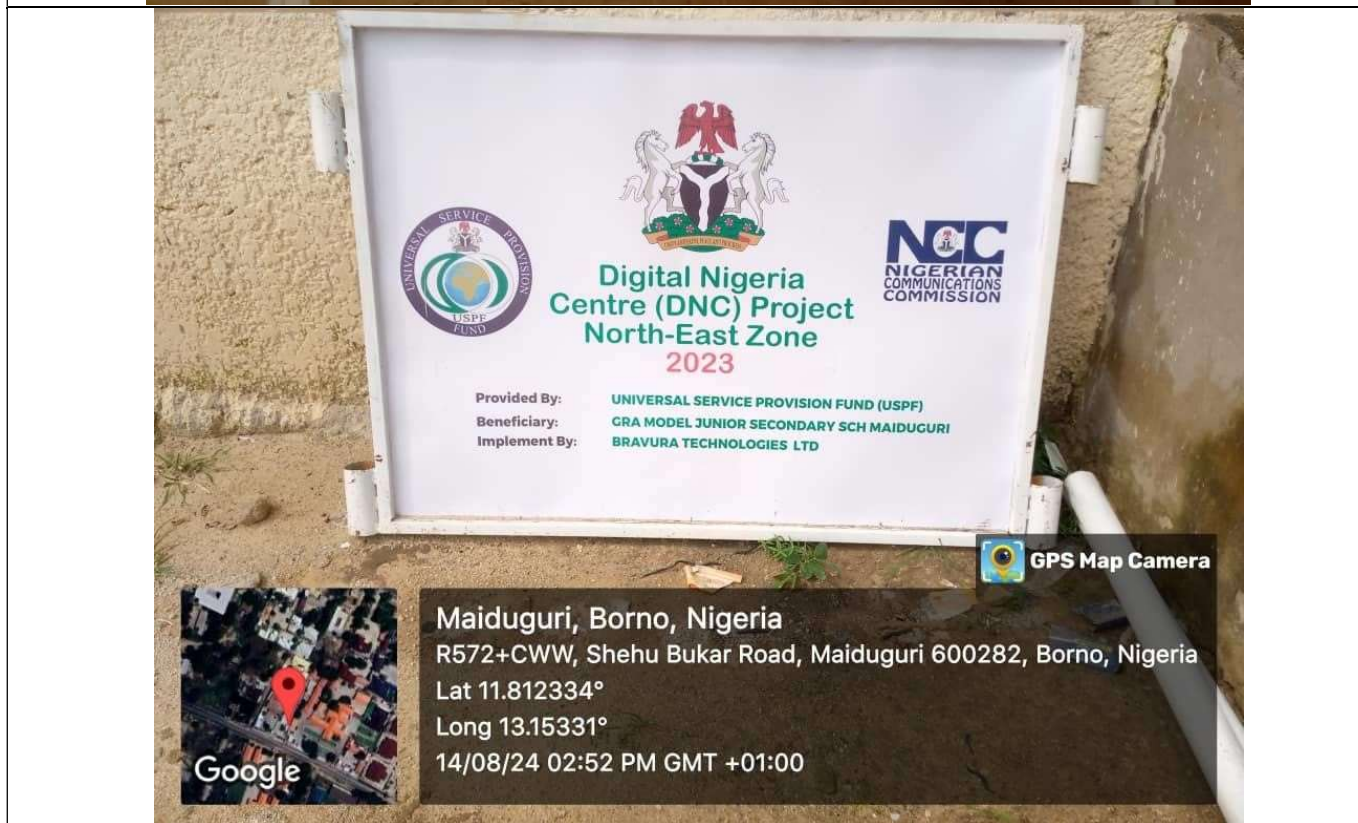 UNIVERSAL SERVICE PROVISION
USPF
FUND
NCC
NIGERIAN
COMMUNICATIONS
COMMISSION
Digital Nigeria
Centre (DNC) Project
North-East Zone
2023
Provided By: UNIVERSAL SERVICE PROVISION FUND (USPF)
Beneficiary: GRA MODEL JUNIOR SECONDARY SCH MAIDUGURI
Implement By: BRAVURA TECHNOLOGIES LTD
GPS Map Camera
Maiduguri, Borno, Nigeria
R572+CWW, Shehu Bukar Road, Maiduguri 600282, Borno, Nigeria
Lat 11.812334°
Long 13.15331°
14/08/24 02:52 PM GMT +01:00
Google